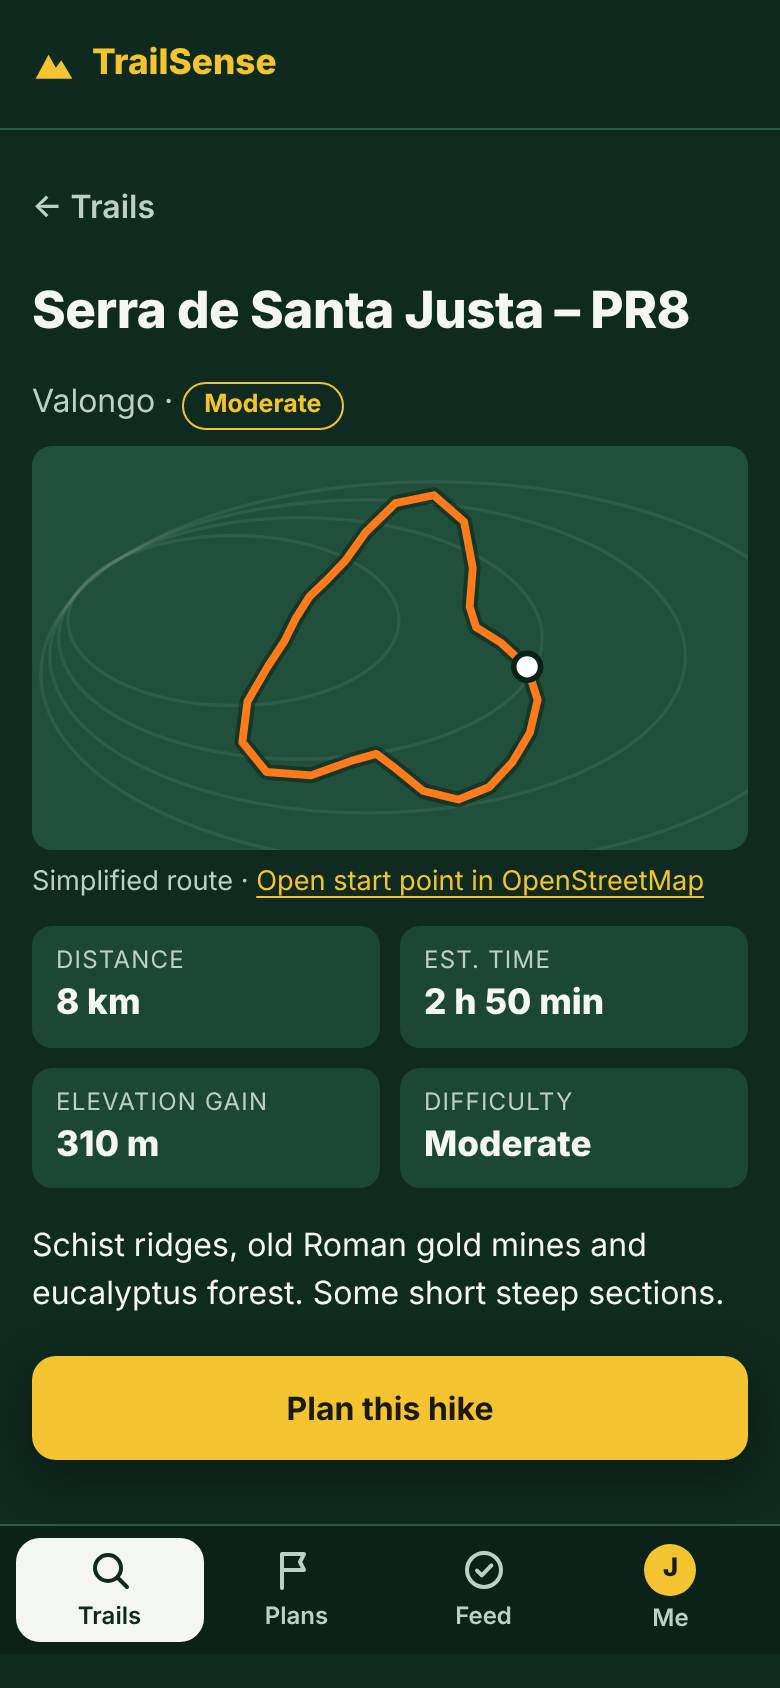 TrailSense
← Trails
Serra de Santa Justa – PR8
Valongo · Moderate
Simplified route · Open start point in OpenStreetMap
DISTANCE
8 km
EST. TIME
2 h 50 min
ELEVATION GAIN
310 m
DIFFICULTY
Moderate
Schist ridges, old Roman gold mines and
eucalyptus forest. Some short steep sections.
Plan this hike
Trails
Plans
Feed
J
Me